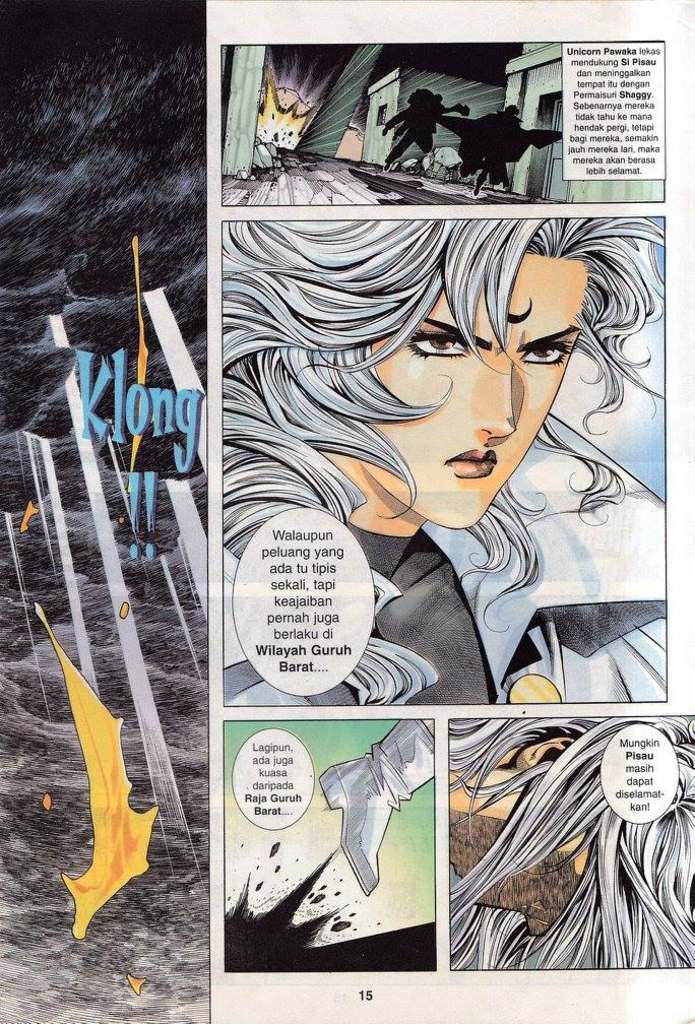 Unicorn Pawaka lekas
mendukung Si Pisau
dan meninggalkan
tempat itu dengan
Permaisuri Shaggy.
Sebenarnya mereka
tidak tahu ke mana
hendak pergi, tetapi
bagi mereka, semakin
jauh mereka lari, maka
mereka akan berasa
lebih selamat.
Klong
!!
Walaupun
peluang yang
ada tu tipis
sekali, tapi
keajaiban
pernah juga
berlaku di
Wilayah Guruh
Barat....
Lagipun,
ada juga
kuasa
daripada
Raja Guruh
Barat....
Mungkin
Pisau
masih
dapat
diselamat-
kan!
15